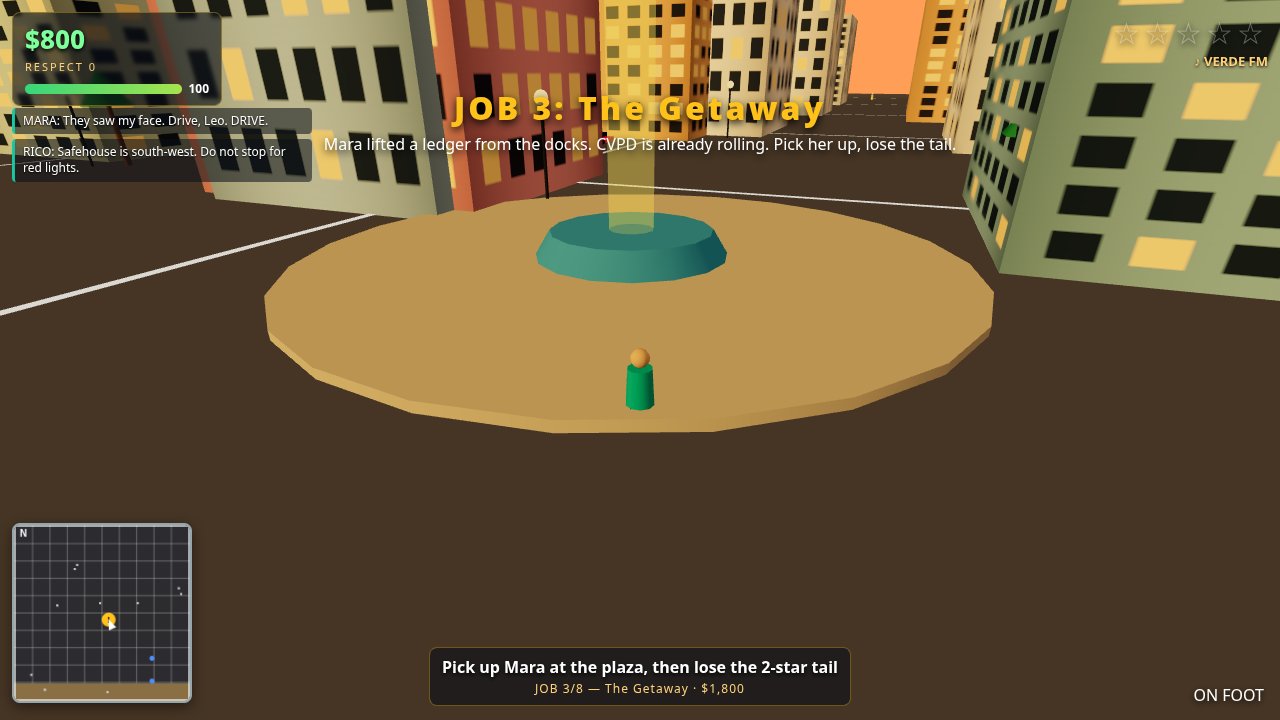 $800
RESPECT 0
100
MARA: They saw my face. Drive, Leo. DRIVE.
RICO: Safehouse is south-west. Do not stop for
red lights.
JOB 3: The Getaway
Mara lifted a ledger from the docks. CVPD is already rolling. Pick her up, lose the tail.
☆☆☆☆☆
♪ VERDE FM
N
Pick up Mara at the plaza, then lose the 2-star tail
JOB 3/8 — The Getaway · $1,800
ON FOOT